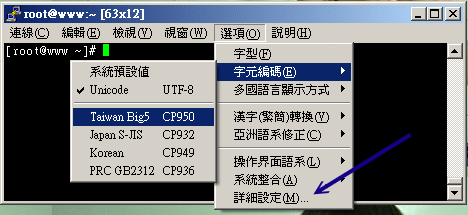 root@www:~ [63x12]
連線(C) 編輯(E) 檢視(V) 視窗(W) 選項(O) 說明(H)
[root@www ~]#
字型(F)
字元編碼(E)
多國語言顯示方式
漢字(繁簡)轉換(Y)
亞洲語系修正(C)
操作界面語系(L)
系統整合(A)
詳細設定(M)...
系統預設值
Unicode UTF-8
Taiwan Big5 CP950
Japan S-JIS CP932
Korean CP949
PRC GB2312 CP936